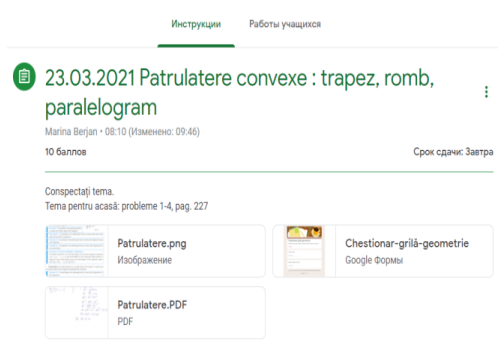 Инструкции
Работы учащихся
23.03.2021 Patrulatere convexe : trapez, romb,
paralelogram
Marina Berjan • 08:10 (Изменено: 09:46)
10 баллов
Срок сдачи: Завтра
Conspectați tema.
Tema pentru acasă: probleme 1-4, pag. 227
Patrulatere.png
Изображение
Chestionar-grilă-geometrie
Google Формы
Patrulatere.PDF
PDF